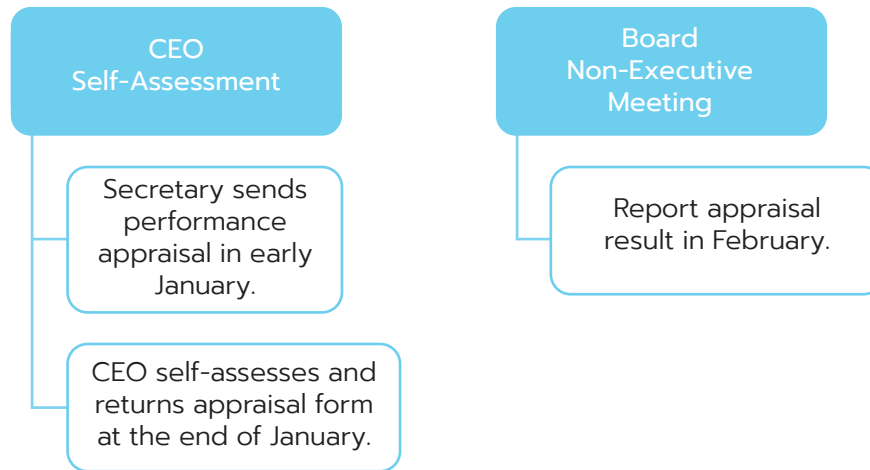 CEO
Self-Assessment
Secretary sends
performance
appraisal in early
January.
CEO self-assesses and
returns appraisal form
at the end of January.
Board
Non-Executive
Meeting
Report appraisal
result in February.